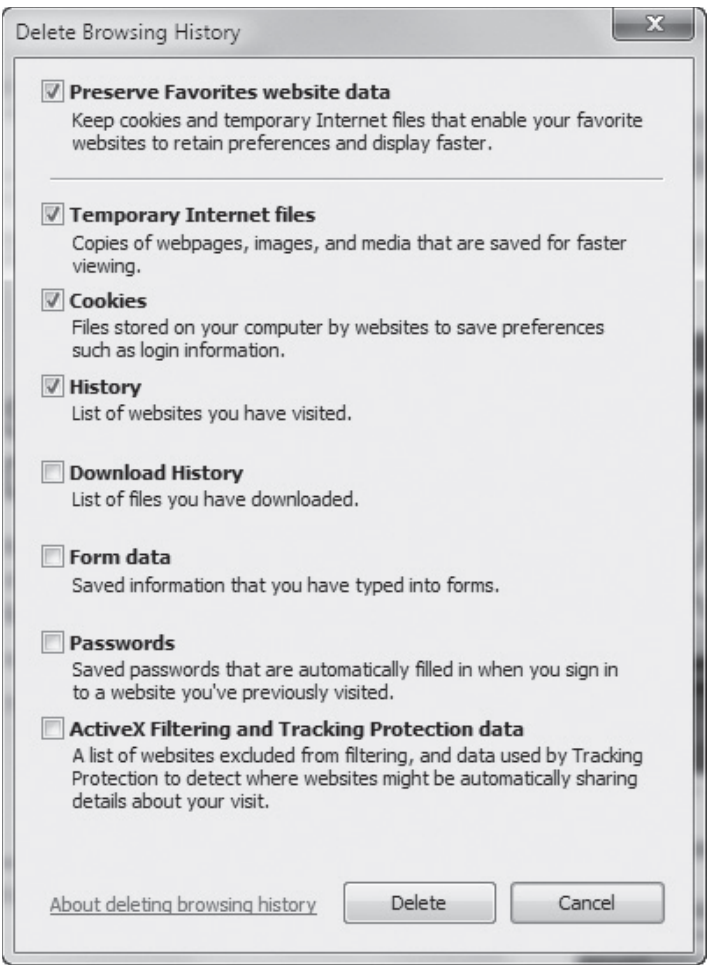 Delete Browsing History
X
Preserve Favorites website data
Keep cookies and temporary Internet files that enable your favorite
websites to retain preferences and display faster.
Temporary Internet files
Copies of webpages, images, and media that are saved for faster
viewing.
Cookies
Files stored on your computer by websites to save preferences
such as login information.
History
List of websites you have visited.
Download History
List of files you have downloaded.
Form data
Saved information that you have typed into forms.
Passwords
Saved passwords that are automatically filled in when you sign in
to a website you've previously visited.
ActiveX Filtering and Tracking Protection data
A list of websites excluded from filtering, and data used by Tracking
Protection to detect where websites might be automatically sharing
details about your visit.
About deleting browsing history Delete Cancel